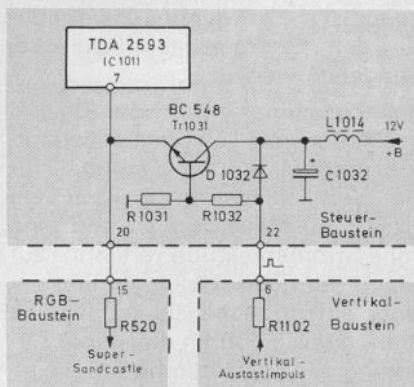 TDA 2593
(C1011
7
BC 548
Tr1031
L1014
12V
+B
D 1032
+
C1032
R1031
R1032
Steuer-
Baustein
20
22
15
6
RGB-
Baustein
Vertikal-
Baustein
R520
R1102
Super-
Sandcastle
Vertikal-
Austastimpuls